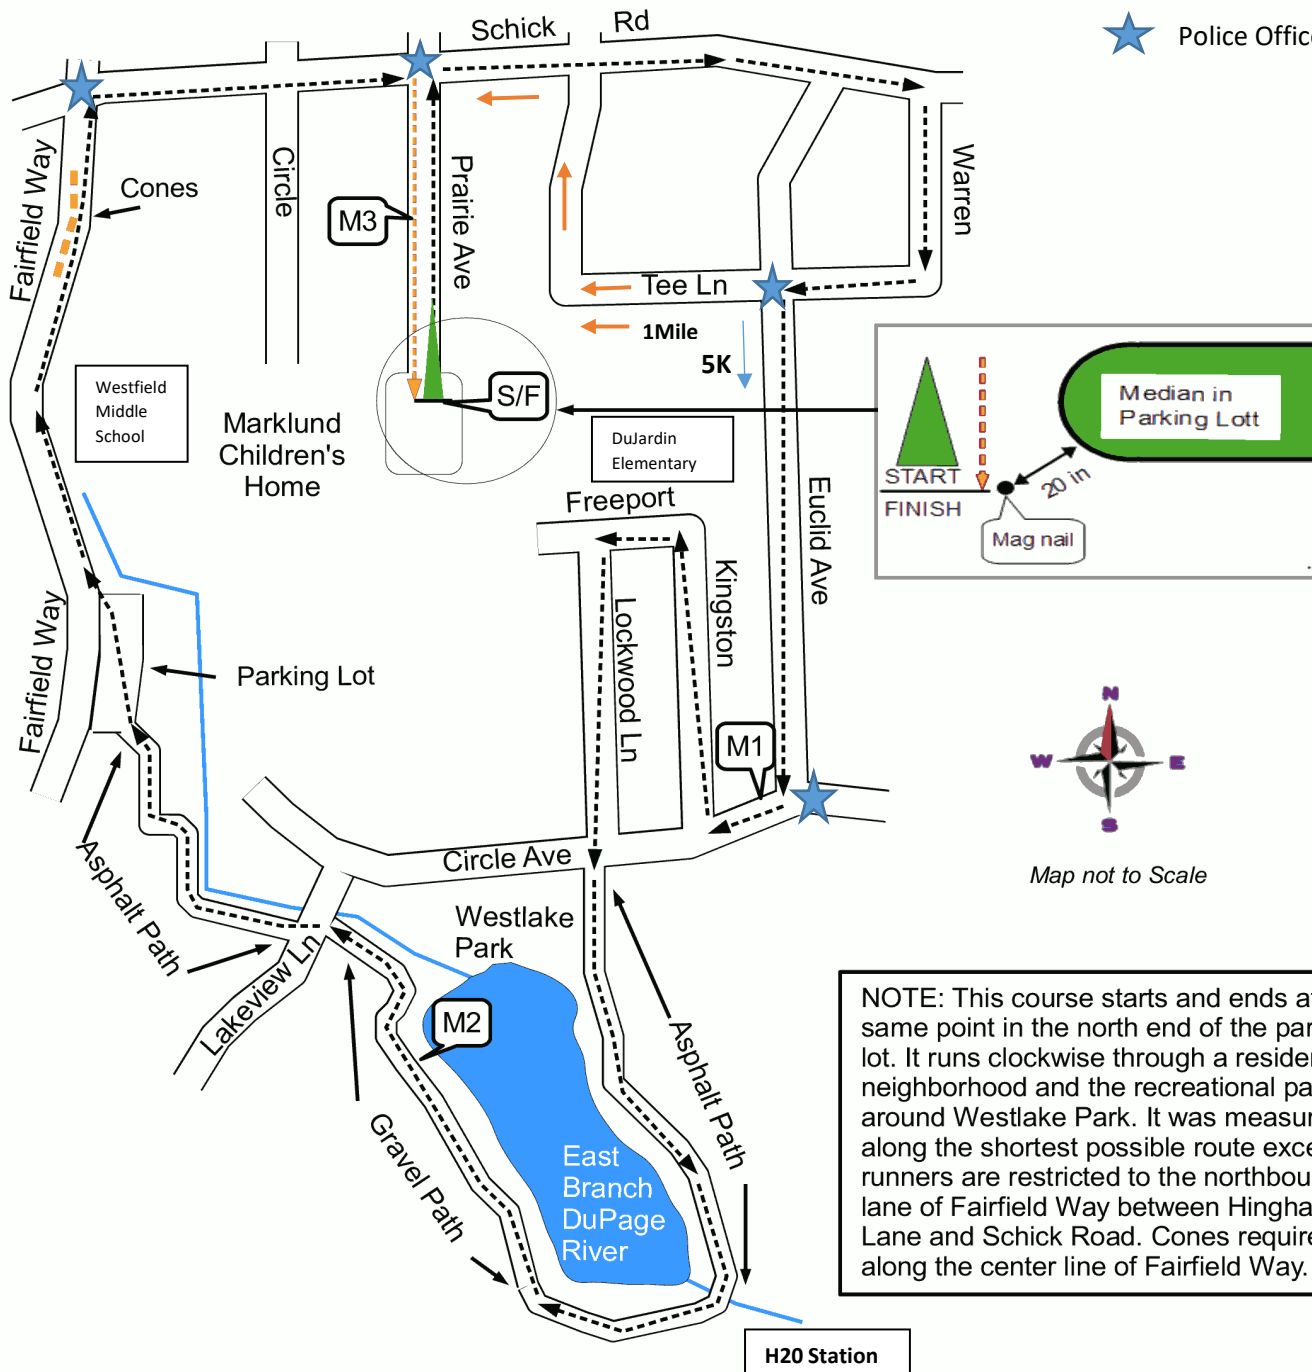 Schick Rd
Police Offic
Fairfield Way
Cones
Circle
M3
Prairie Ave
Warren
Tee Ln
1Mile
5K
Westfield
Middle
School
Marklund
Children's
Home
S/F
DuJardin
Elementary
START
FINISH
Median in
Parking Lott
20 in
Mag nail
Freeport
Kingston
Lockwood Ln
Euclid Ave
Fairfield Way
Parking Lot
M1
N
W E
S
Map not to Scale
Asphalt Path
Circle Ave
Westlake
Park
Lakeview Ln
M2
Asphalt Path
Gravel Path
East
Branch
DuPage
River
NOTE: This course starts and ends a
same point in the north end of the par
lot. It runs clockwise through a reside
neighborhood and the recreational pa
around Westlake Park. It was measu
along the shortest possible route exce
runners are restricted to the northbou
lane of Fairfield Way between Hingha
Lane and Schick Road. Cones require
along the center line of Fairfield Way.
H20 Station